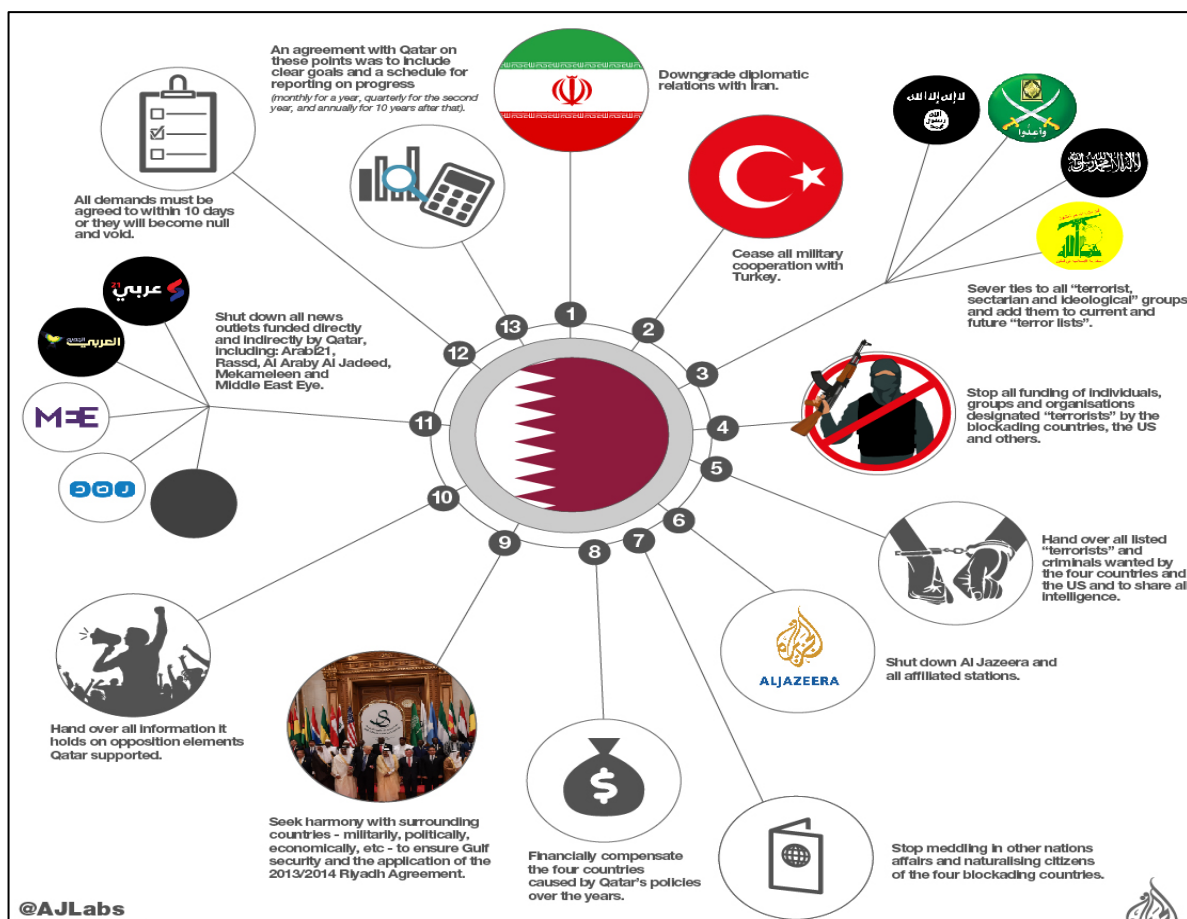 An agreement with Qatar on
these points was to include
clear goals and a schedule for
reporting on progress
(monthly for a year, quarterly for the second
year, and annually for 10 years after that).
Downgrade diplomatic
relations with Iran.
All demands must be
agreed to within 10 days
or they will become null
and void.
Cease all military
cooperation with
Turkey.
وأعدوا
Sever ties to all “terrorist,
sectarian and ideological” groups
and add them to current and
future “terror lists”.
عربي 21
العربي الجديد
MEE
Shut down all news
outlets funded directly
and indirectly by Qatar,
including: Arabi21,
Rassd, Al Araby Al Jadeed,
Mekameleen and
Middle East Eye.
1
2
3
4
5
6
7
8
9
10
11
12
13
Stop all funding of individuals,
groups and organisations
designated “terrorists” by the
blockading countries, the US
and others.
Hand over all listed
“terrorists” and
criminals wanted by
the four countries and
the US and to share all
intelligence.
ALJAZEERA
Shut down Al Jazeera and
all affiliated stations.
Hand over all information it
holds on opposition elements
Qatar supported.
Seek harmony with surrounding
countries - militarily, politically,
economically, etc - to ensure Gulf
security and the application of the
2013/2014 Riyadh Agreement.
$
Financially compensate
the four countries
caused by Qatar’s policies
over the years.
Stop meddling in other nations
affairs and naturalising citizens
of the four blockading countries.
@AJLabs